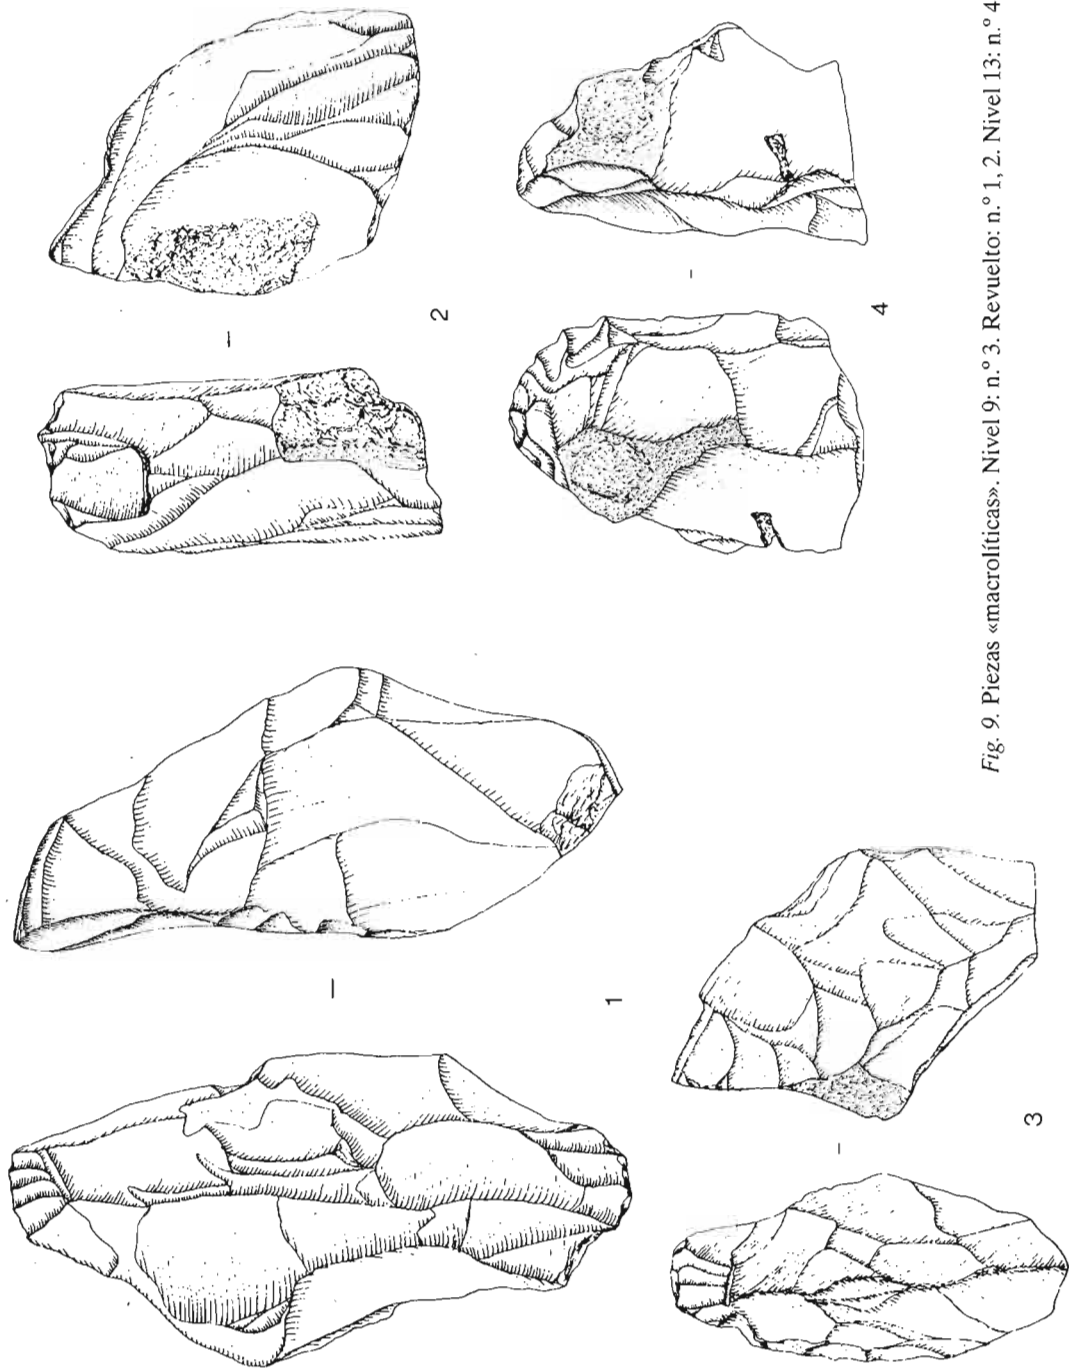 2
4
1
3
Fig. 9. Piezas «macrolíticas». Nivel 9: n.º 3. Revuelto: n.º 1, 2. Nivel 13: n.º 4